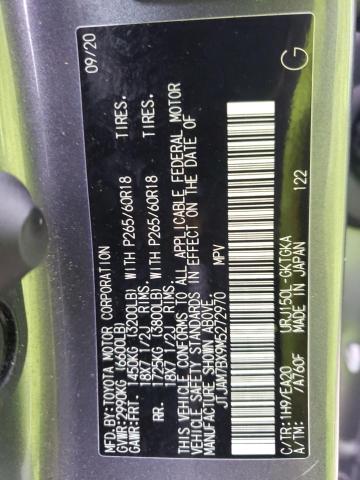 MFD.BY:TOYOTA MOTOR CORPORATION 09/20
GVWR:2990KG (6600LB)
GAWR:FRT. 1450KG (3200LB) WITH P265/60R18 TIRES.
18X7 1/2J RIMS.
RR. 1725KG (3800LB) WITH P265/60R18 TIRES.
18X7 1/2J RIMS.
THIS VEHICLE CONFORMS TO ALL APPLICABLE FEDERAL MOTOR
VEHICLE SAFETY STANDARDS IN EFFECT ON THE DATE OF
MANUFACTURE SHOWN ABOVE.
JTJAM7BX9M5272970 MPV
C/TR:1H9/EA20 URJ150L-GKTGKA G
/A760F MADE IN JAPAN 122